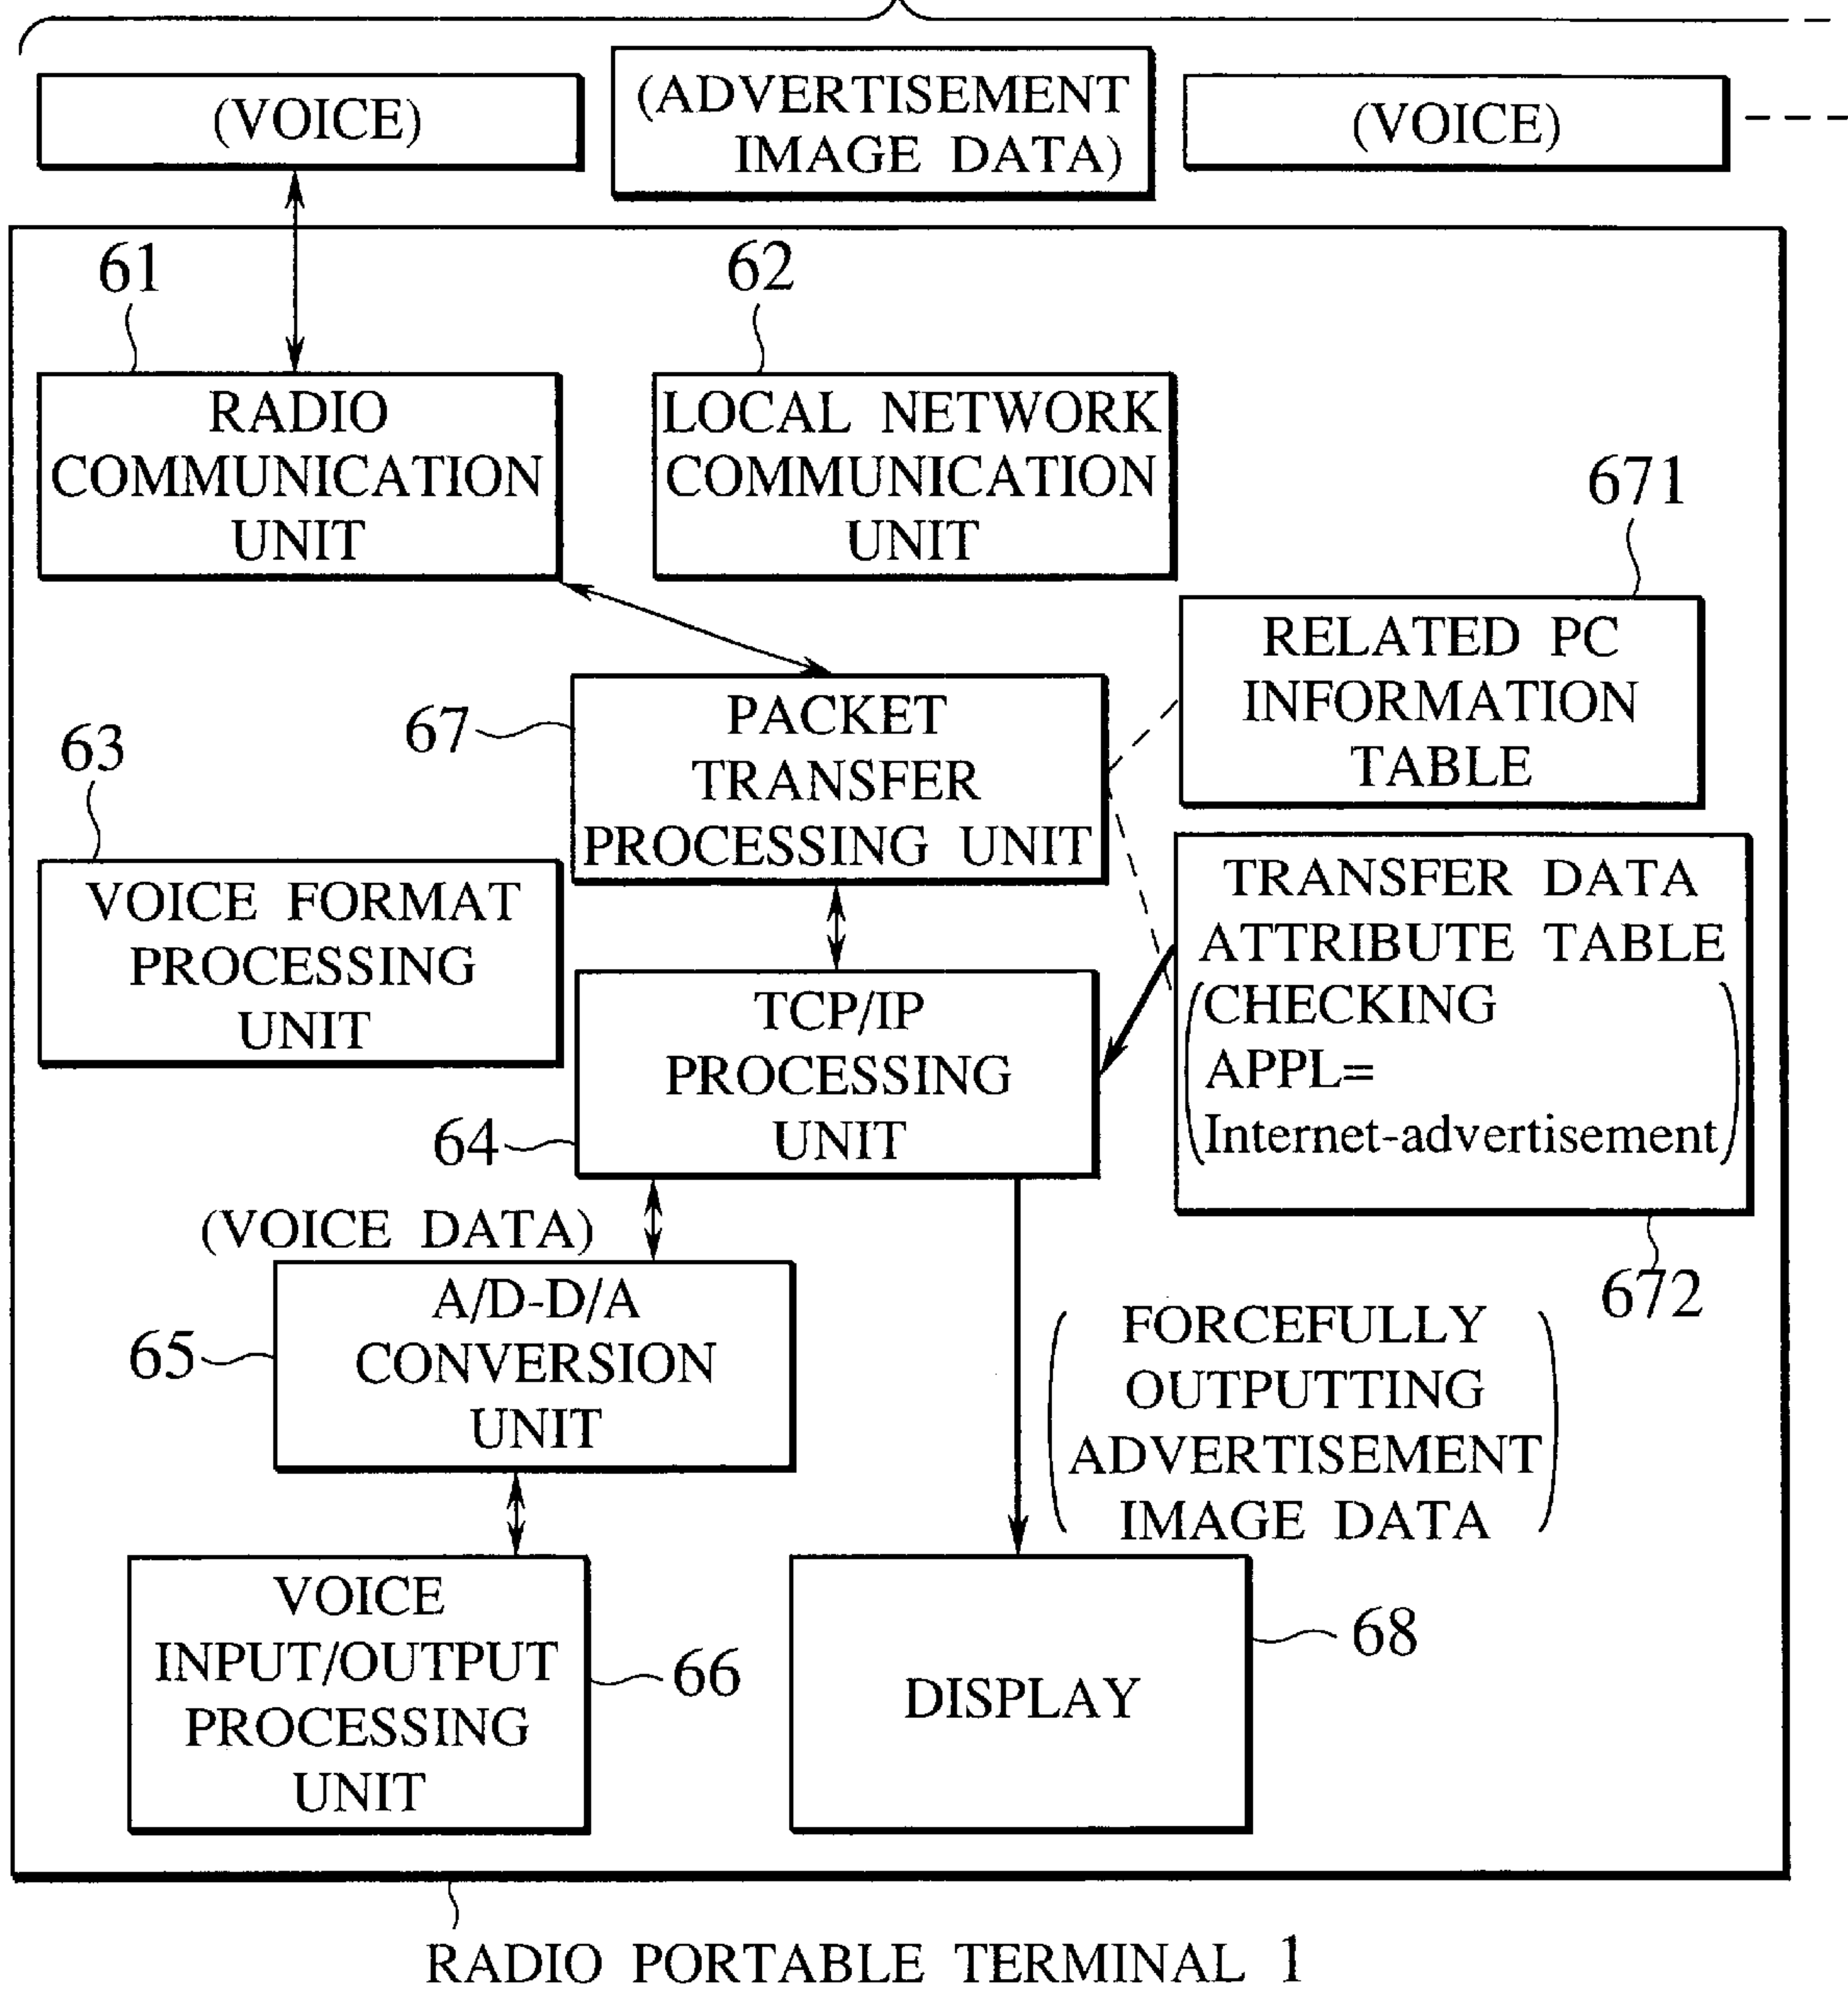 (VOICE)
(ADVERTISEMENT
IMAGE DATA)
(VOICE)
61
62
RADIO
COMMUNICATION
UNIT
LOCAL NETWORK
COMMUNICATION
UNIT
671
RELATED PC
INFORMATION
TABLE
67
PACKET
TRANSFER
PROCESSING UNIT
63
VOICE FORMAT
PROCESSING
UNIT
TRANSFER DATA
ATTRIBUTE TABLE
(CHECKING
APPL=
Internet-advertisement)
672
TCP/IP
PROCESSING
UNIT
64
(VOICE DATA)
A/D-D/A
CONVERSION
UNIT
65
(FORCEFULLY
OUTPUTTING
ADVERTISEMENT
IMAGE DATA)
VOICE
INPUT/OUTPUT
PROCESSING
UNIT
66
DISPLAY
68
RADIO PORTABLE TERMINAL 1